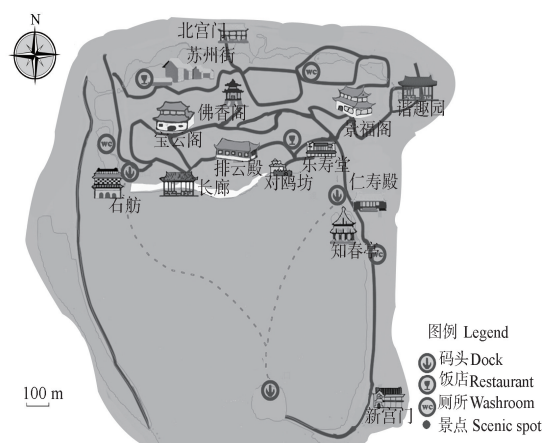 N
北宫门
苏州街
WC
谐趣园
佛香阁
景福阁
宝云阁
WC
乐寿堂
排云殿
对鸥坊
仁寿殿
长廊
石舫
知春亭
WC
图例 Legend
码头Dock
100 m
饭店Restaurant
WC 厕所Washroom
新宫门
景点 Scenic spot